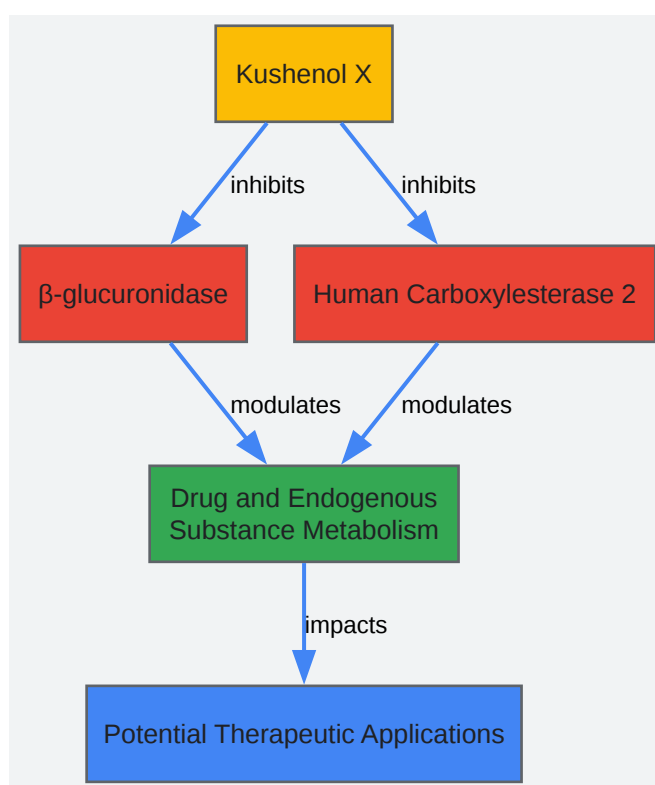 Kushenol X
inhibits
inhibits
β-glucuronidase
Human Carboxylesterase 2
modulates
modulates
Drug and Endogenous
Substance Metabolism
impacts
Potential Therapeutic Applications